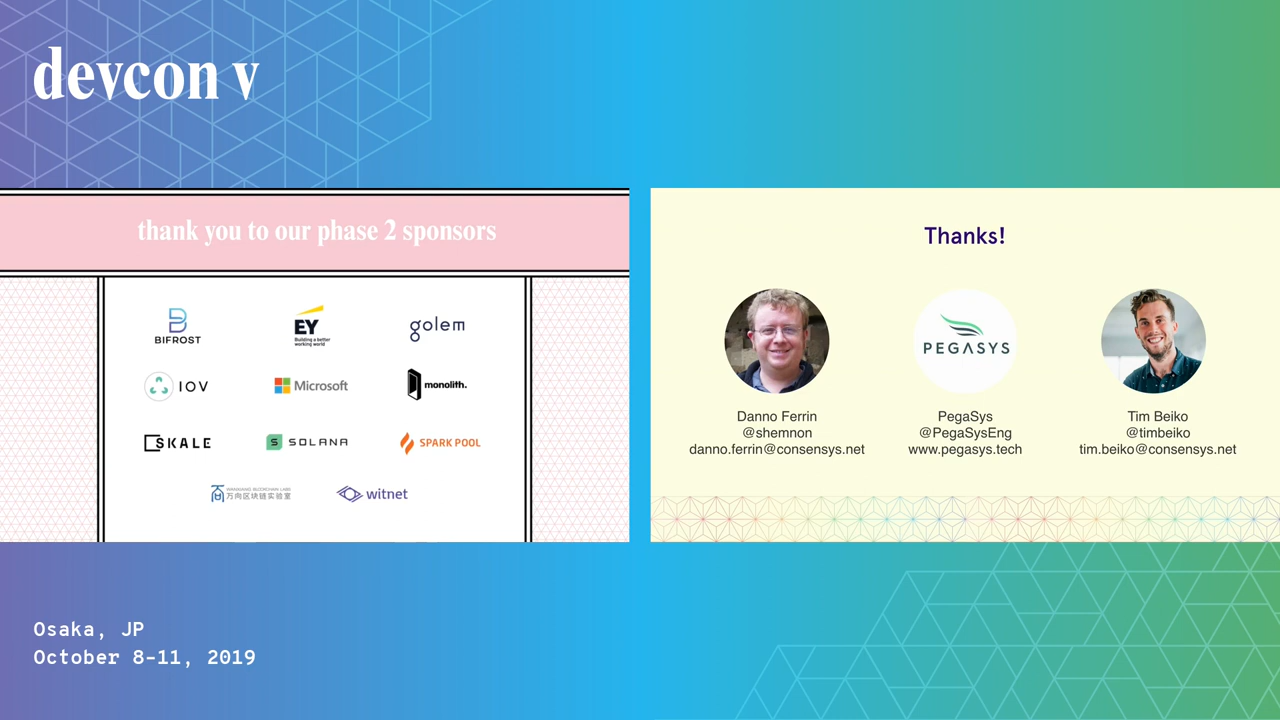 devcon v
thank you to our phase 2 sponsors
BIFROST
EY
Building a better
working world
golem
IOV
Microsoft
monolith.
SKALE
S SOLANA
SPARK POOL
WANXIANG BLOCKCHAIN LABS
万向区块链实验室
witnet
Thanks!
Danno Ferrin
@shemnon
danno.ferrin@consensys.net
PEGASYS
PegaSys
@PegaSysEng
www.pegasys.tech
Tim Beiko
@timbeiko
tim.beiko@consensys.net
Osaka, JP
October 8-11, 2019